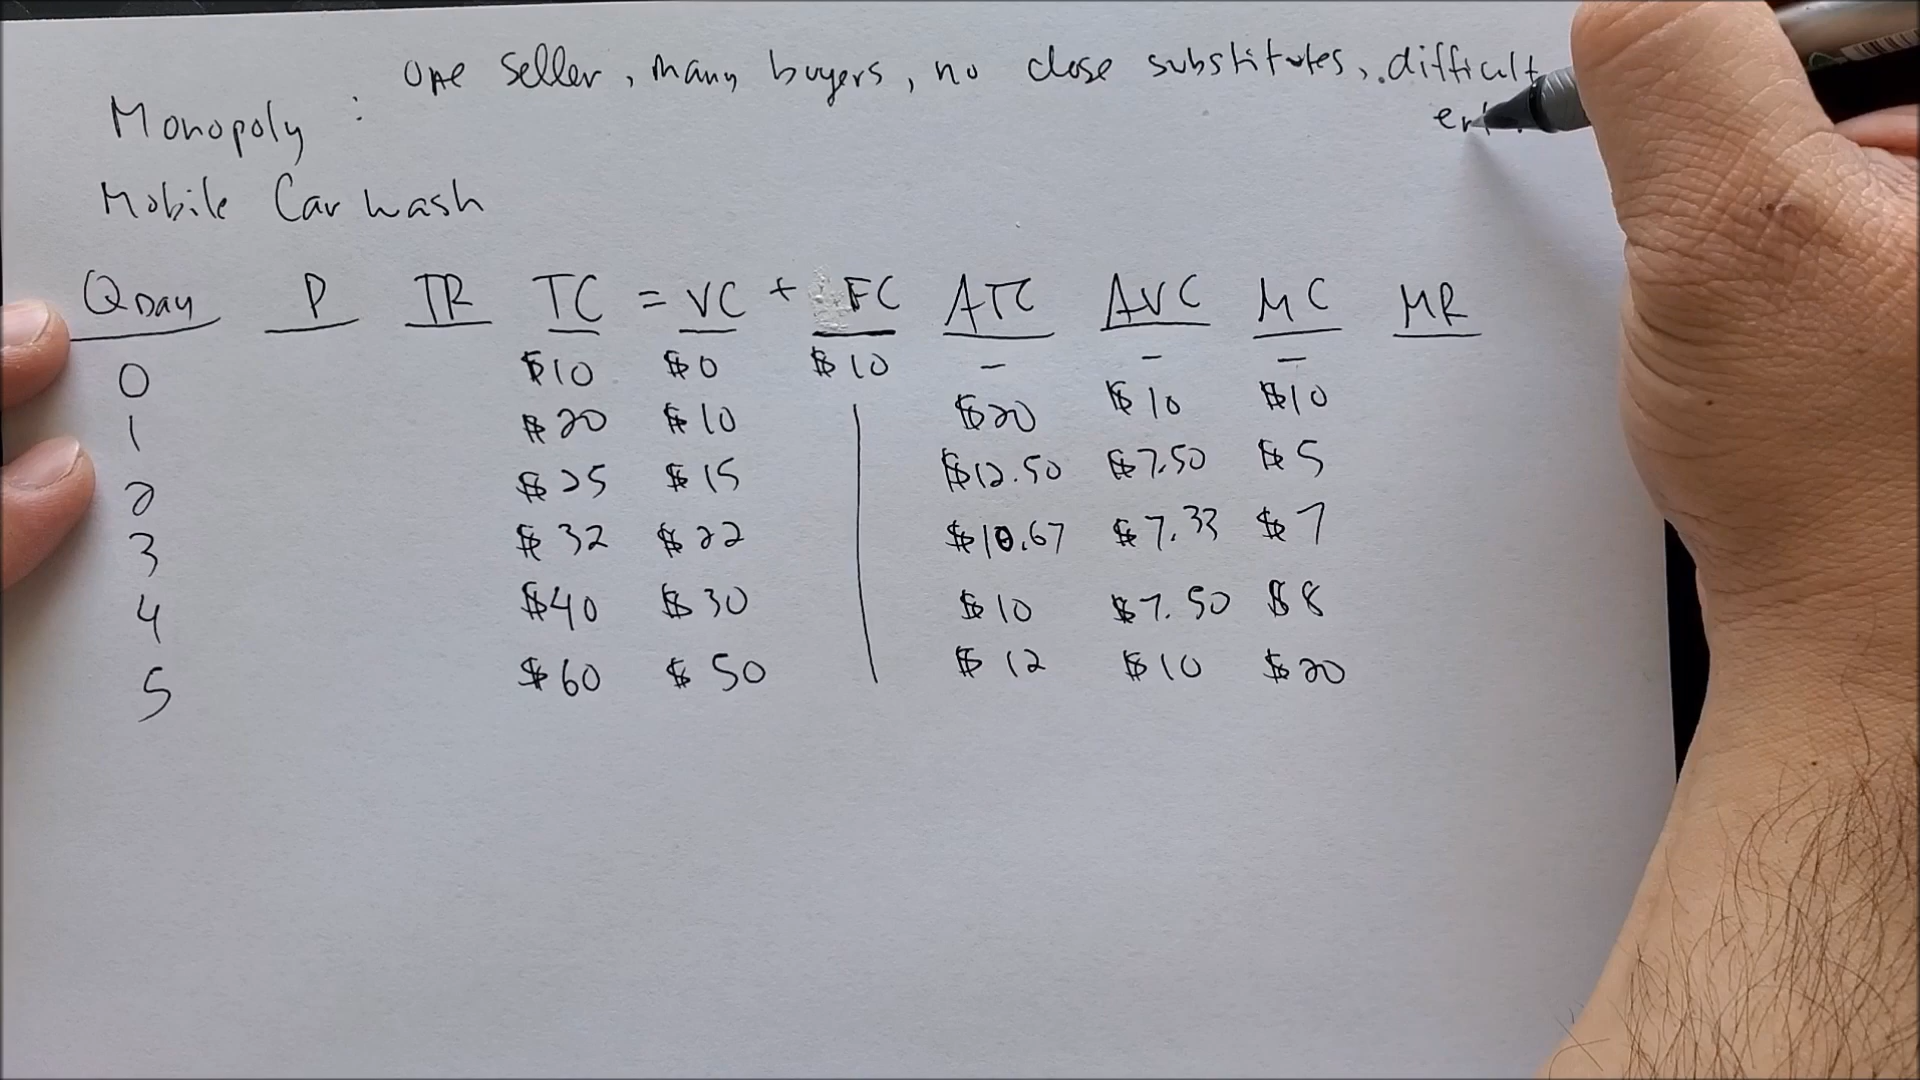 one seller, many buyers, no close substitutes, difficult
Monopoly :
Mobile Car wash
QDay P TR TC = VC + FC ATC AVC MC MR
0 $10 $0 $10 - - -
1 $20 $10 $20 $10 $10
2 $25 $15 $12.50 $7.50 $5
3 $32 $22 $10.67 $7.33 $7
4 $40 $30 $10 $7.50 $8
5 $60 $50 $12 $10 $20